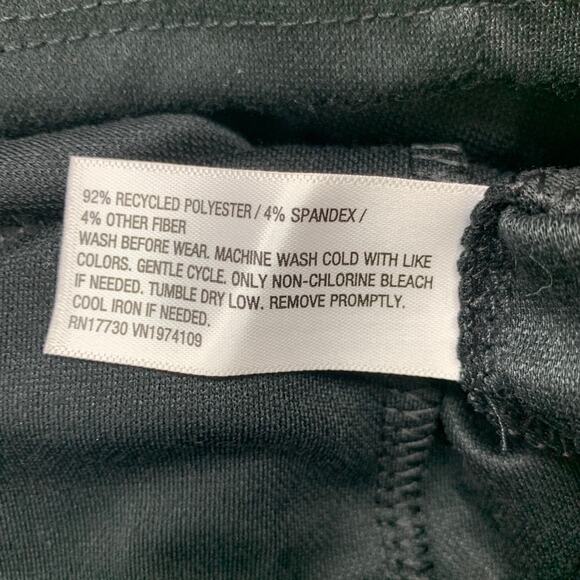 92% RECYCLED POLYESTER / 4% SPANDEX /
4% OTHER FIBER
WASH BEFORE WEAR. MACHINE WASH COLD WITH LIKE
COLORS. GENTLE CYCLE. ONLY NON-CHLORINE BLEACH
IF NEEDED. TUMBLE DRY LOW. REMOVE PROMPTLY.
COOL IRON IF NEEDED.
RN17730 VN1974109